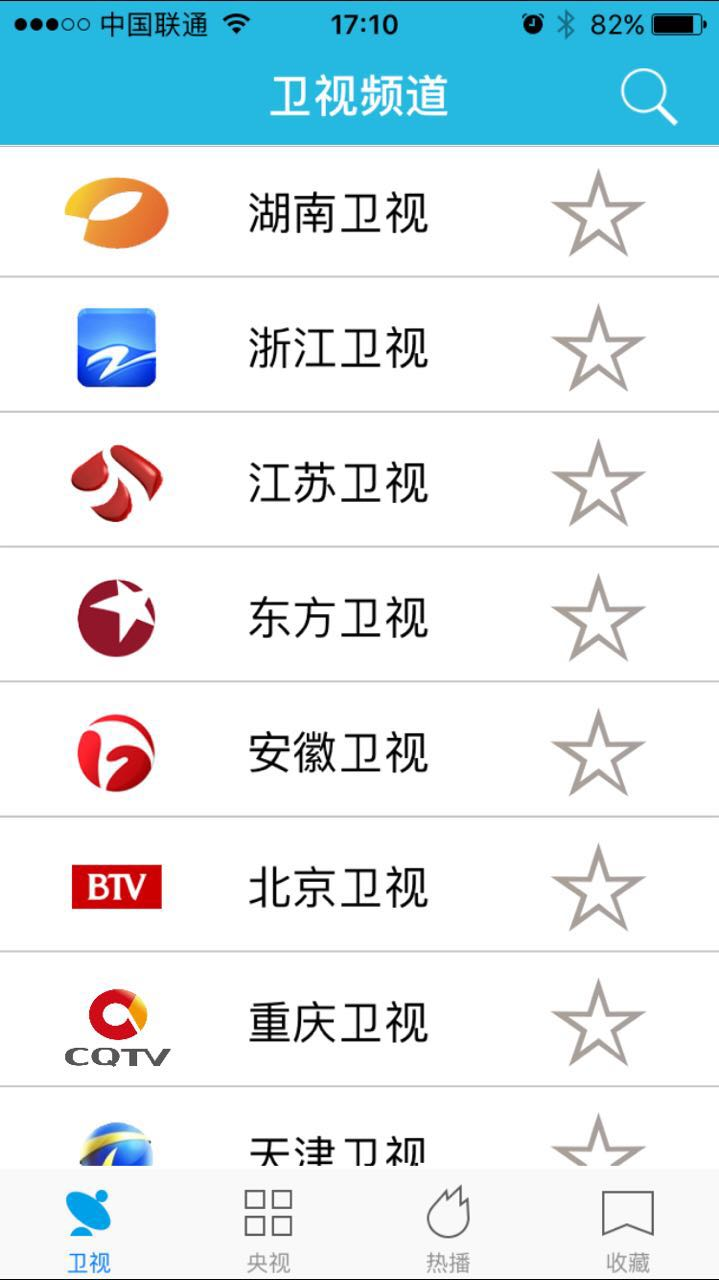 中国联通 17:10 82%
卫视频道
湖南卫视
浙江卫视
江苏卫视
东方卫视
安徽卫视
BTV 北京卫视
CQTV 重庆卫视
天津卫视
卫视 央视 热播 收藏